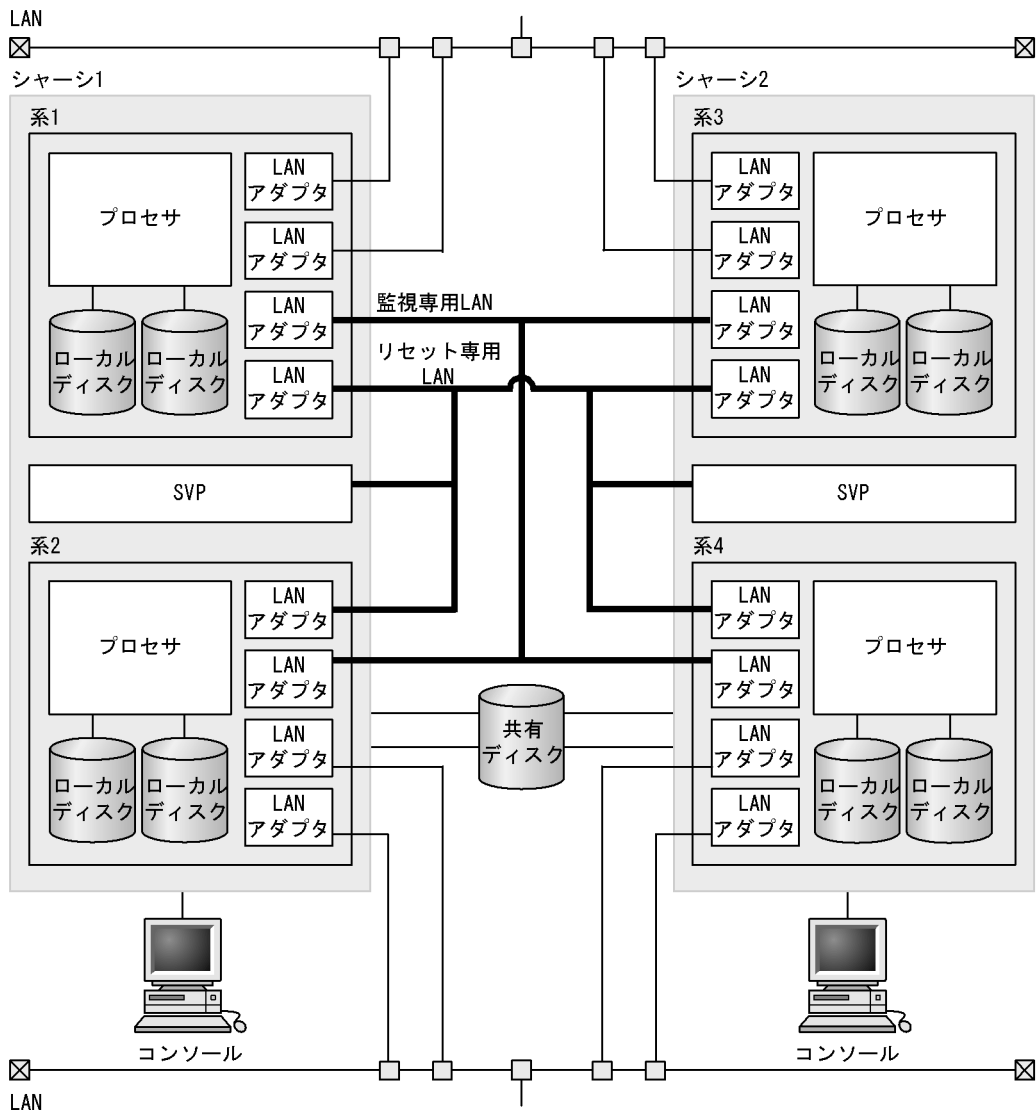 LAN
シャーシ1
シャーシ2
系1
系3
プロセサ
LAN
アダプタ
LAN
アダプタ
LAN
アダプタ
LAN
アダプタ
ローカル
ディスク
ローカル
ディスク
監視専用LAN
リセット専用
LAN
LAN
アダプタ
LAN
アダプタ
LAN
アダプタ
LAN
アダプタ
プロセサ
ローカル
ディスク
ローカル
ディスク
SVP
SVP
系2
系4
プロセサ
LAN
アダプタ
LAN
アダプタ
LAN
アダプタ
LAN
アダプタ
ローカル
ディスク
ローカル
ディスク
共有
ディスク
LAN
アダプタ
LAN
アダプタ
LAN
アダプタ
LAN
アダプタ
プロセサ
ローカル
ディスク
ローカル
ディスク
コンソール
コンソール
LAN